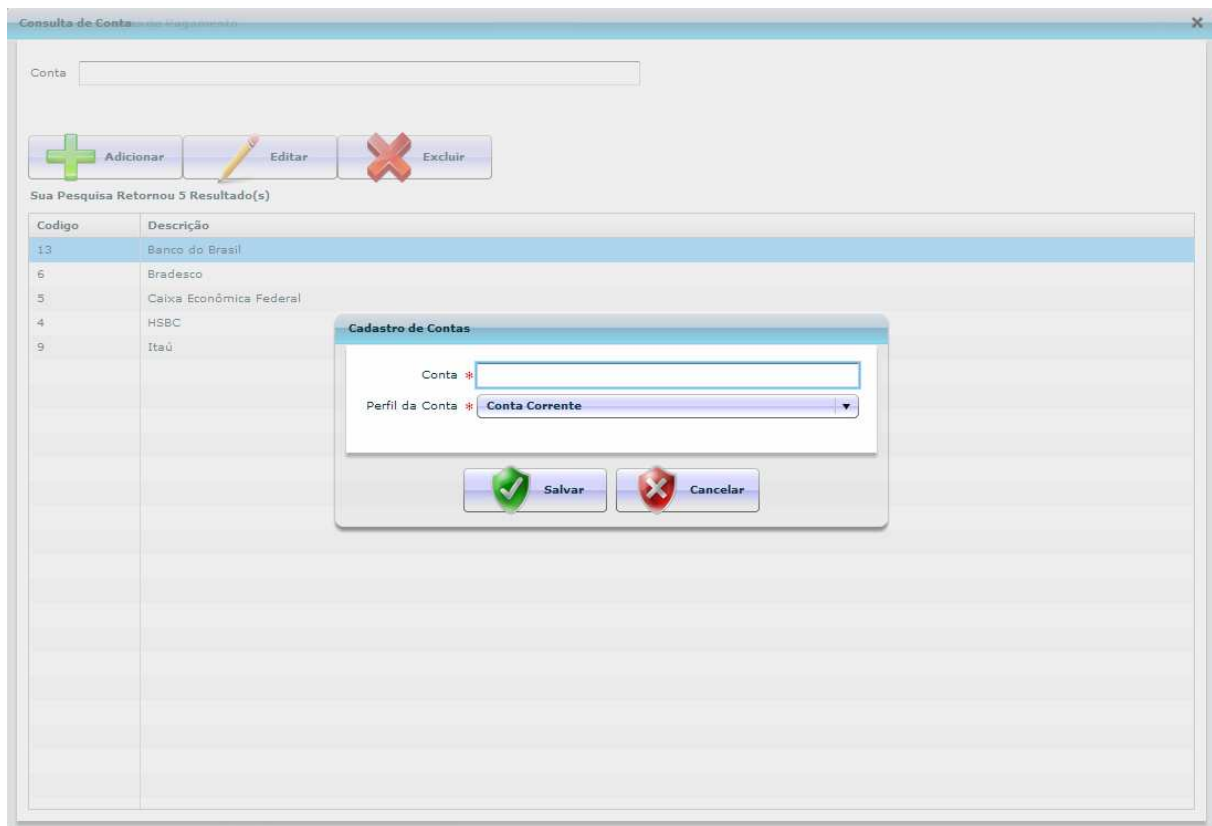 Consulta de Conta
Conta
Adicionar Editar Excluir
Sua Pesquisa Retornou 5 Resultado(s)
Codigo Descrição
13 Banco do Brasil
6 Bradesco
5 Caixa Econômica Federal
4 HSBC
9 Itaú
Cadastro de Contas
Conta *
Perfil da Conta * Conta Corrente
Salvar Cancelar